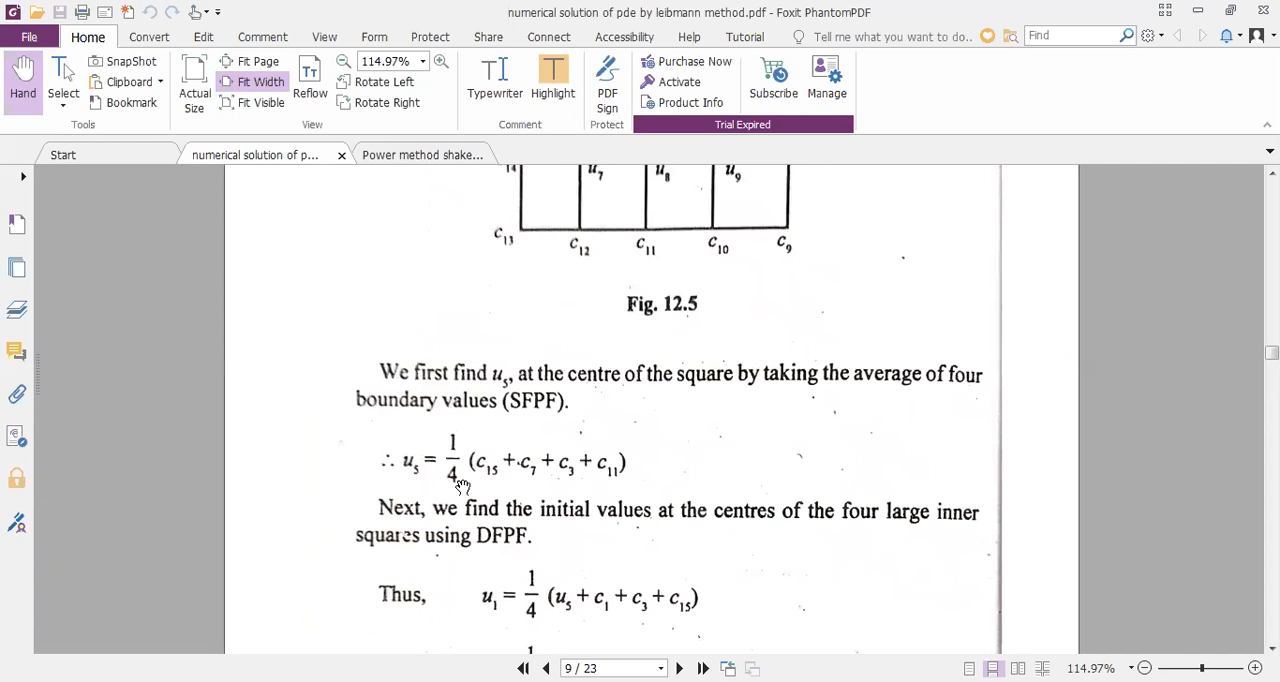 numerical solution of pde by leibmann method.pdf - Foxit PhantomPDF
File Home Convert Edit Comment View Form Protect Share Connect Accessibility Help Tutorial Tell me what you want to do.. Find
Hand Select SnapShot Clipboard Bookmark Actual Size Fit Page Fit Width Fit Visible Reflow 114.97% Rotate Left Rotate Right Typewriter Highlight PDF Sign Purchase Now Activate Product Info Subscribe Manage
Tools View Comment Protect Trial Expired
Start numerical solution of p... Power method shake...
14 u₇ u₈ u₉
c₁₃ c₁₂ c₁₁ c₁₀ c₉
Fig. 12.5
We first find u₅, at the centre of the square by taking the average of four
boundary values (SFPF).
∴ u₅ = 1/4 (c₁₅ + c₇ + c₃ + c₁₁)
Next, we find the initial values at the centres of the four large inner
squares using DFPF.
Thus, u₁ = 1/4 (u₅ + c₁ + c₃ + c₁₅)
1
9 / 23 114.97%